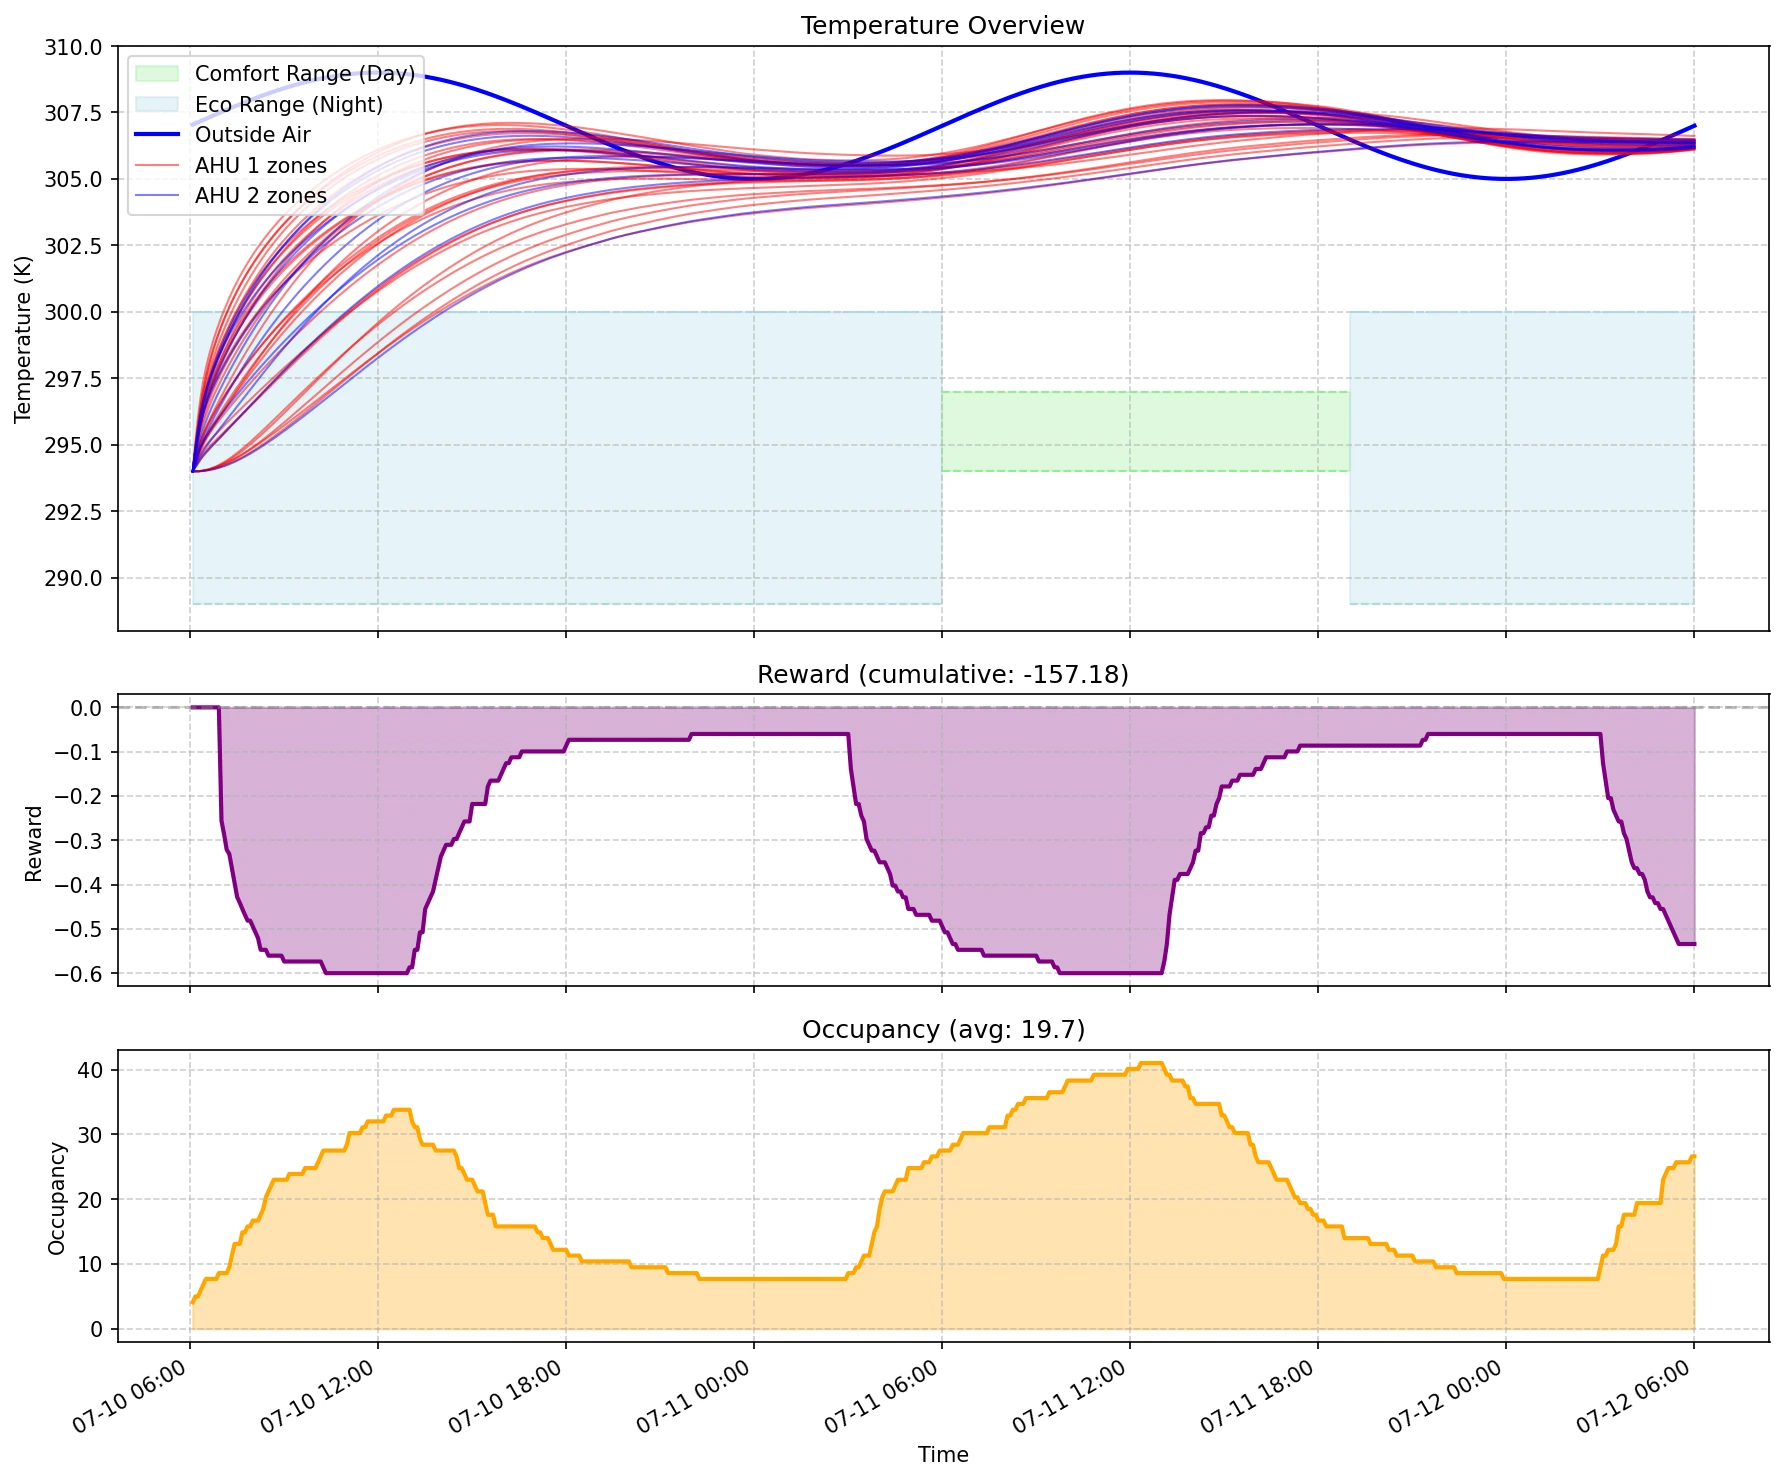 Temperature Overview
310.0
307.5
305.0
302.5
300.0
297.5
295.0
292.5
290.0
Temperature (K)
Comfort Range (Day)
Eco Range (Night)
Outside Air
AHU 1 zones
AHU 2 zones
Reward (cumulative: -157.18)
0.0
−0.1
−0.2
−0.3
−0.4
−0.5
−0.6
Reward
Occupancy (avg: 19.7)
40
30
20
10
0
Occupancy
07-10 06:00
07-10 12:00
07-10 18:00
07-11 00:00
07-11 06:00
07-11 12:00
07-11 18:00
07-12 00:00
07-12 06:00
Time